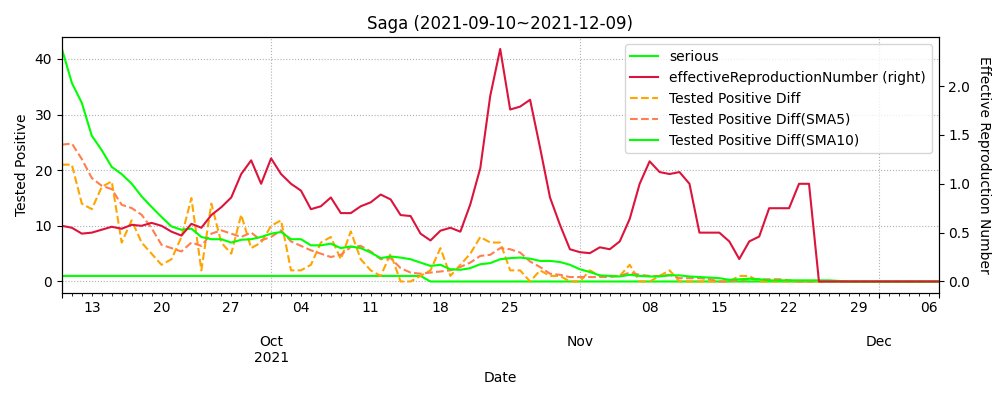 Saga (2021-09-10~2021-12-09)
serious
effectiveReproductionNumber (right)
Tested Positive Diff
Tested Positive Diff(SMA5)
Tested Positive Diff(SMA10)
Tested Positive
40
30
20
10
0
Effective Reproduction Number
2.0
1.5
1.0
0.5
0.0
13 20 27 04 11 18 25 08 15 22 29 06
Oct Nov Dec
2021
Date